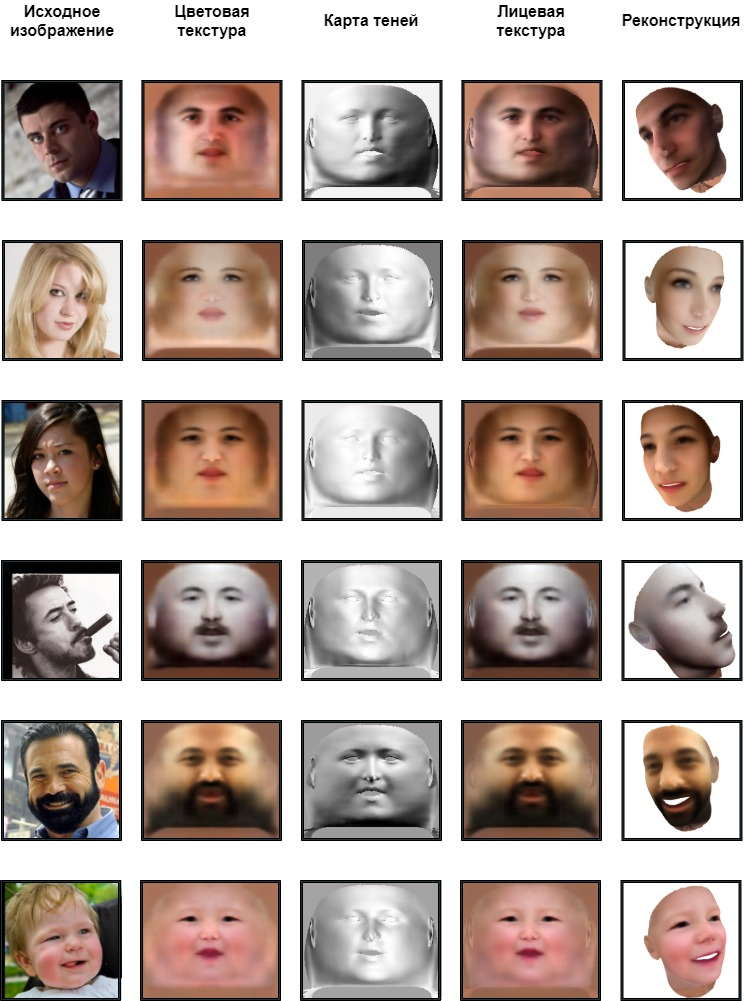 Исходное
изображение
Цветовая
текстура
Карта теней
Лицевая
текстура
Реконструкция